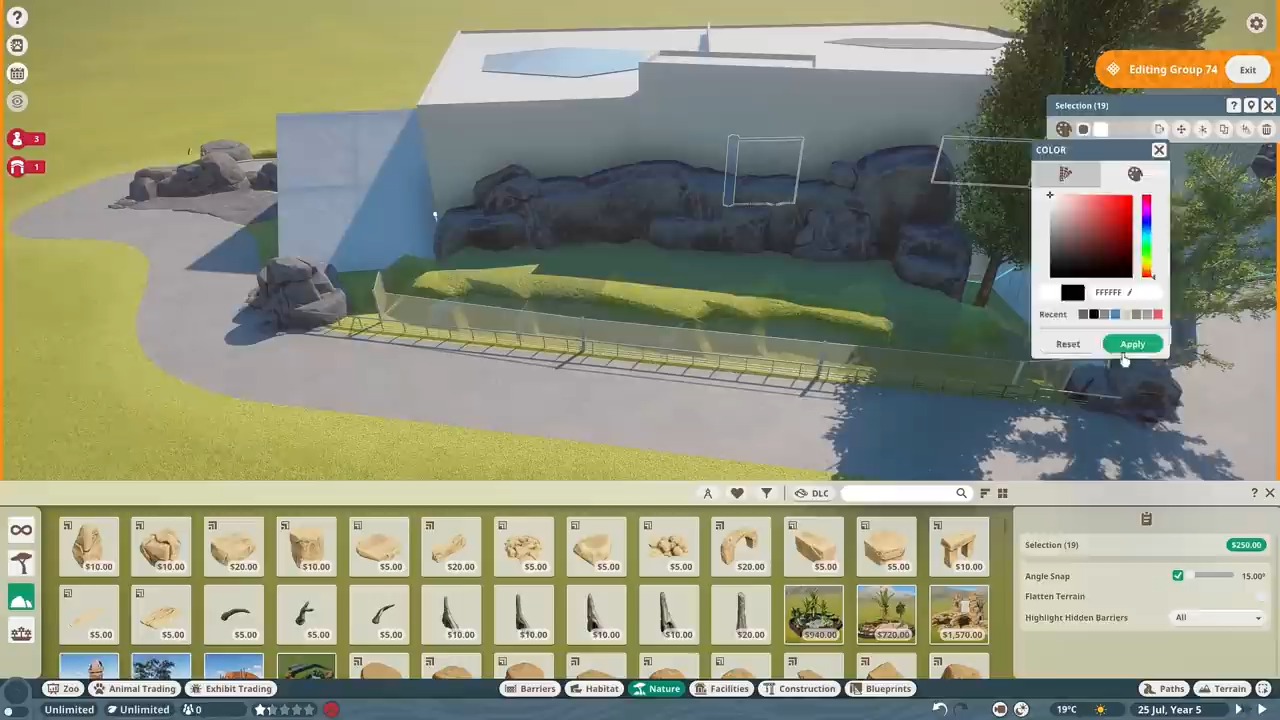 ?
Editing Group 74
Exit
Selection (19)
?
3
1
COLOR
FFFFFF
Recent
Reset
Apply
DLC
?
$10.00
$10.00
$20.00
$10.00
$5.00
$20.00
$5.00
$5.00
$5.00
$20.00
$5.00
$5.00
$10.00
$5.00
$5.00
$5.00
$5.00
$5.00
$10.00
$10.00
$10.00
$10.00
$20.00
$940.00
$720.00
$1,570.00
Selection (19)
$250.00
Angle Snap
15.00°
Flatten Terrain
Highlight Hidden Barriers
All
Zoo
Animal Trading
Exhibit Trading
Barriers
Habitat
Nature
Facilities
Construction
Blueprints
Paths
Terrain
Unlimited
Unlimited
0
19°C
25 Jul, Year 5